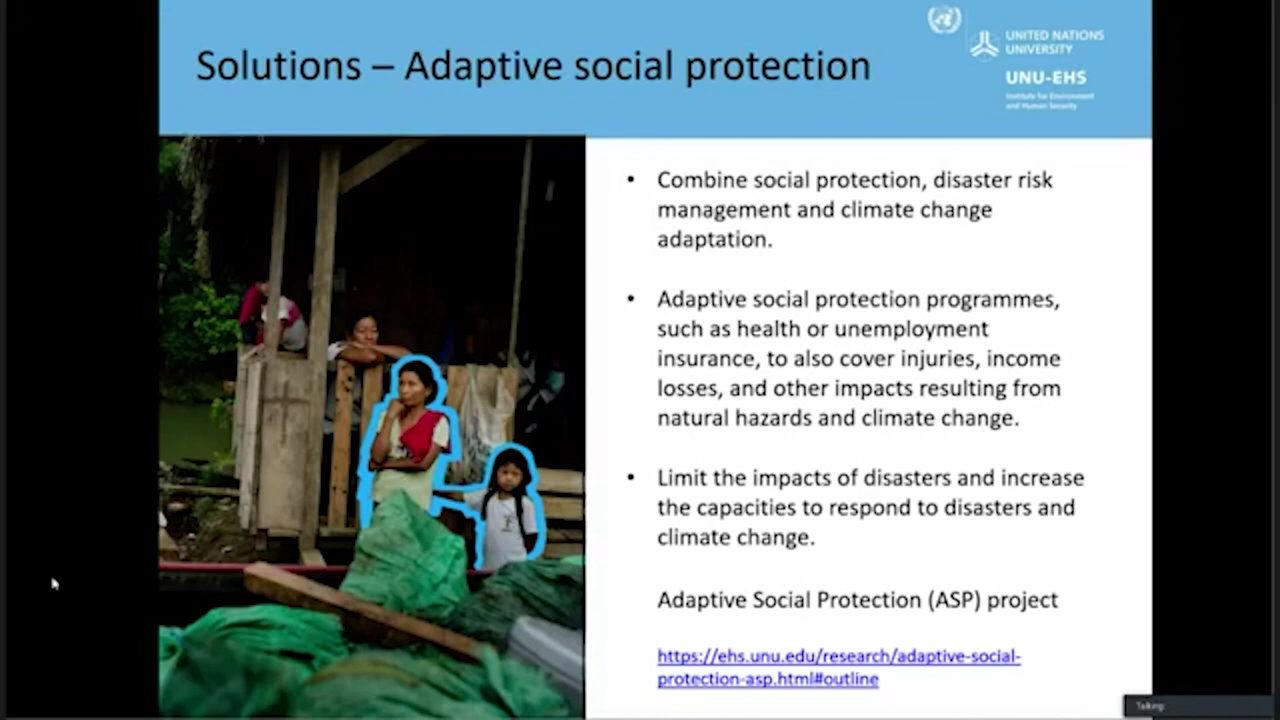 Solutions – Adaptive social protection
UNITED NATIONS
UNIVERSITY
UNU-EHS
Institute for Environment
and Human Security
• Combine social protection, disaster risk
management and climate change
adaptation.
• Adaptive social protection programmes,
such as health or unemployment
insurance, to also cover injuries, income
losses, and other impacts resulting from
natural hazards and climate change.
• Limit the impacts of disasters and increase
the capacities to respond to disasters and
climate change.
Adaptive Social Protection (ASP) project
https://ehs.unu.edu/research/adaptive-social-
protection-asp.html#outline
Talking: